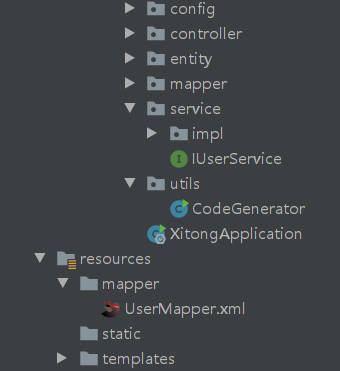 config
controller
entity
mapper
service
impl
IUserService
utils
CodeGenerator
XitongApplication
resources
mapper
UserMapper.xml
static
templates